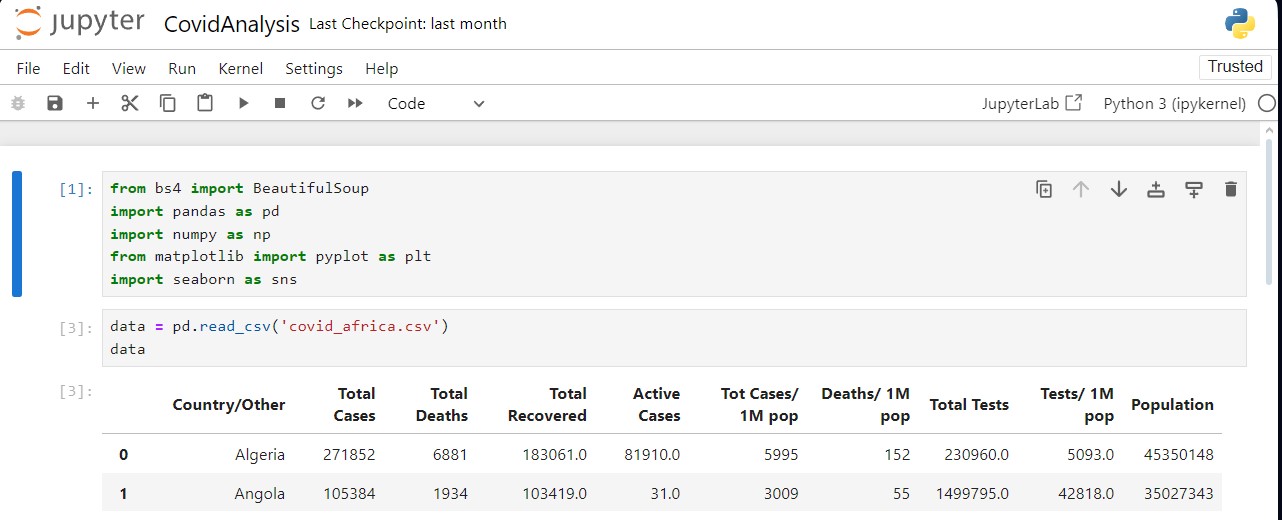 jupyter CovidAnalysis Last Checkpoint: last month
File Edit View Run Kernel Settings Help Trusted
Code JupyterLab Python 3 (ipykernel)
[1]: from bs4 import BeautifulSoup
import pandas as pd
import numpy as np
from matplotlib import pyplot as plt
import seaborn as sns
[3]: data = pd.read_csv('covid_africa.csv')
data
[3]:
Country/Other Total Cases Total Deaths Total Recovered Active Cases Tot Cases/ 1M pop Deaths/ 1M pop Total Tests Tests/ 1M pop Population
0 Algeria 271852 6881 183061.0 81910.0 5995 152 230960.0 5093.0 45350148
1 Angola 105384 1934 103419.0 31.0 3009 55 1499795.0 42818.0 35027343